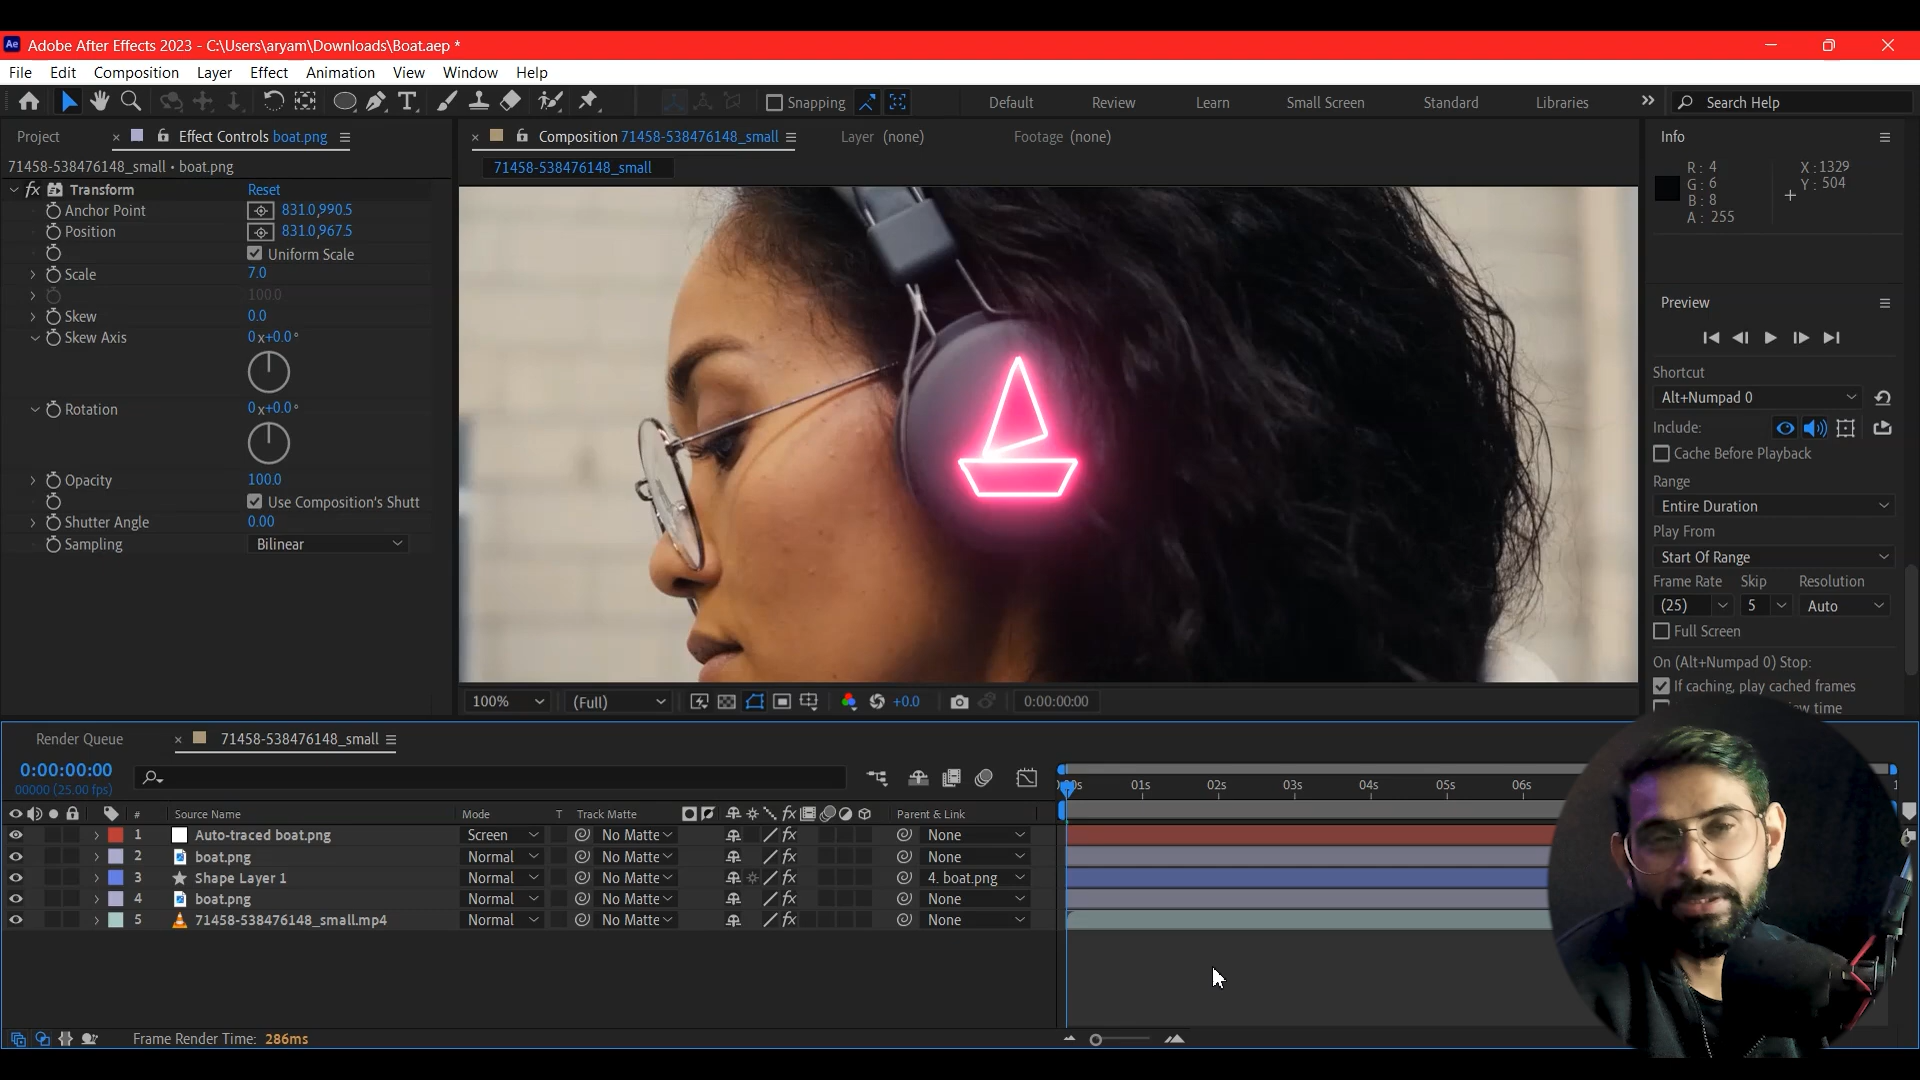 Adobe After Effects 2023 - C:\Users\aryam\Downloads\Boat.aep *
File Edit Composition Layer Effect Animation View Window Help
Snapping Default Review Learn Small Screen Standard Libraries Search Help
Project Effect Controls boat.png
71458-538476148_small • boat.png
fx Transform Reset
Anchor Point 831.0,990.5
Position 831.0,967.5
Uniform Scale
Scale 7.0
100.0
Skew 0.0
Skew Axis 0x+0.0°
Rotation 0x+0.0°
Opacity 100.0
Use Composition's Shutt
Shutter Angle 0.00
Sampling Bilinear
Composition 71458-538476148_small Layer (none) Footage (none)
71458-538476148_small
100% (Full) +0.0 0:00:00:00
Info
R: 4 X: 1329
G: 6 Y: 504
B: 8
A: 255
Preview
Shortcut
Alt+Numpad 0
Include:
Cache Before Playback
Range
Entire Duration
Play From
Start Of Range
Frame Rate Skip Resolution
(25) 5 Auto
Full Screen
On (Alt+Numpad 0) Stop:
If caching, play cached frames
time
Render Queue 71458-538476148_small
0:00:00:00
00000 (25.00 fps)
01s 02s 03s 04s 05s 06s
# Source Name Mode T Track Matte Parent & Link
1 Auto-traced boat.png Screen No Matte None
2 boat.png Normal No Matte None
3 Shape Layer 1 Normal No Matte 4. boat.png
4 boat.png Normal No Matte None
5 71458-538476148_small.mp4 Normal No Matte None
Frame Render Time: 286ms